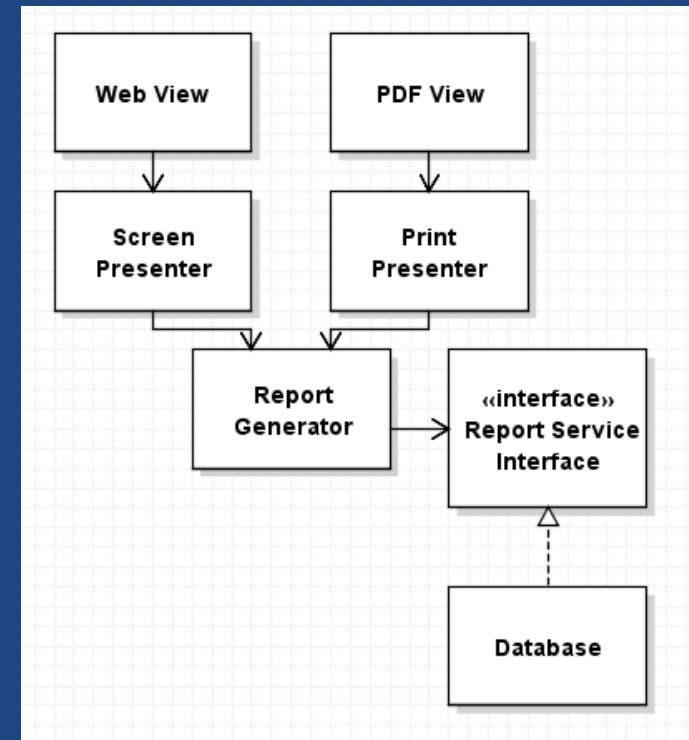 Web View
PDF View
Screen
Presenter
Print
Presenter
Report
Generator
«interface»
Report Service
Interface
Database